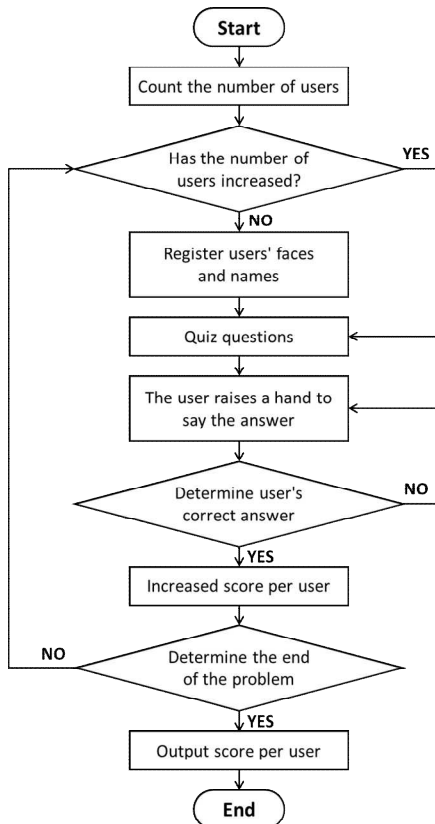 Start
Count the number of users
Has the number of
users increased?
YES
NO
Register users' faces
and names
Quiz questions
The user raises a hand to
say the answer
Determine user's
correct answer
NO
YES
Increased score per user
NO
Determine the end
of the problem
YES
Output score per user
End